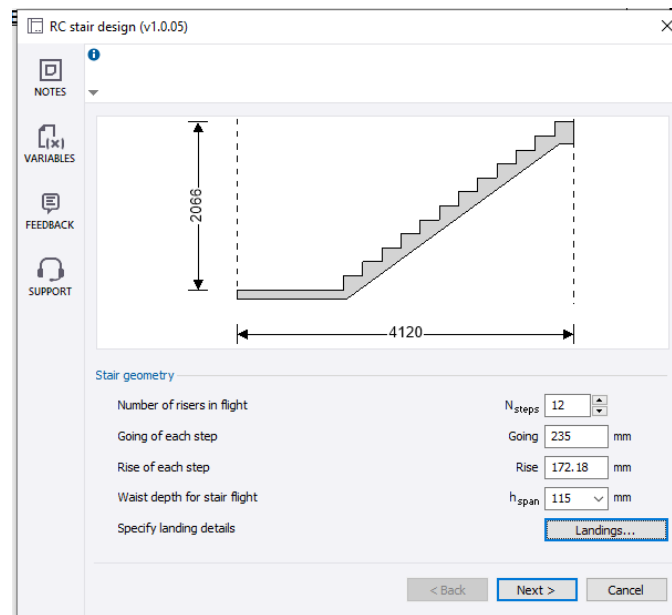 RC stair design (v1.0.05)
NOTES
VARIABLES
FEEDBACK
SUPPORT
2066
4120
Stair geometry
Number of risers in flight Nsteps 12
Going of each step Going 235 mm
Rise of each step Rise 172.18 mm
Waist depth for stair flight hspan 115 mm
Specify landing details Landings...
< Back Next > Cancel